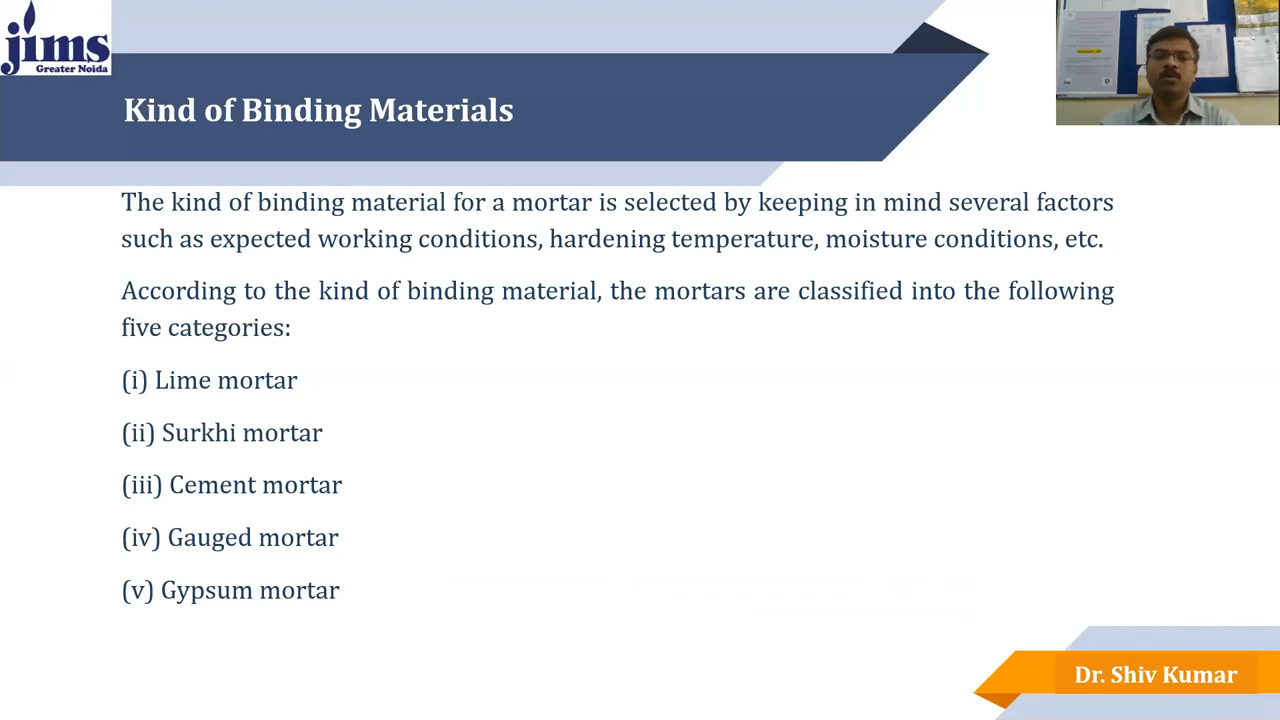 jims
Greater Noida
Kind of Binding Materials
The kind of binding material for a mortar is selected by keeping in mind several factors
such as expected working conditions, hardening temperature, moisture conditions, etc.
According to the kind of binding material, the mortars are classified into the following
five categories:
(i) Lime mortar
(ii) Surkhi mortar
(iii) Cement mortar
(iv) Gauged mortar
(v) Gypsum mortar
Dr. Shiv Kumar